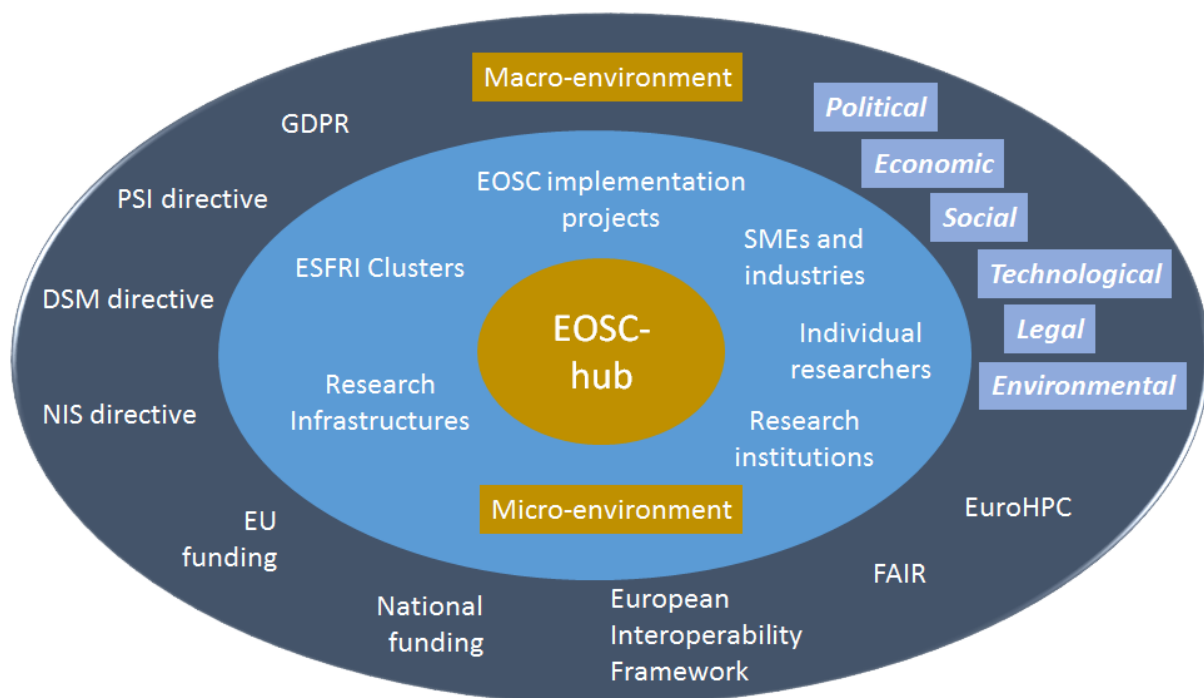 Macro-environment
Political
GDPR
Economic
EOSC implementation
projects
PSI directive
Social
SMEs and
industries
ESFRI Clusters
Technological
DSM directive
EOSC-
hub
Legal
Individual
researchers
Environmental
Research
Infrastructures
NIS directive
Research
institutions
Micro-environment
EuroHPC
EU
funding
FAIR
National
funding
European
Interoperability
Framework